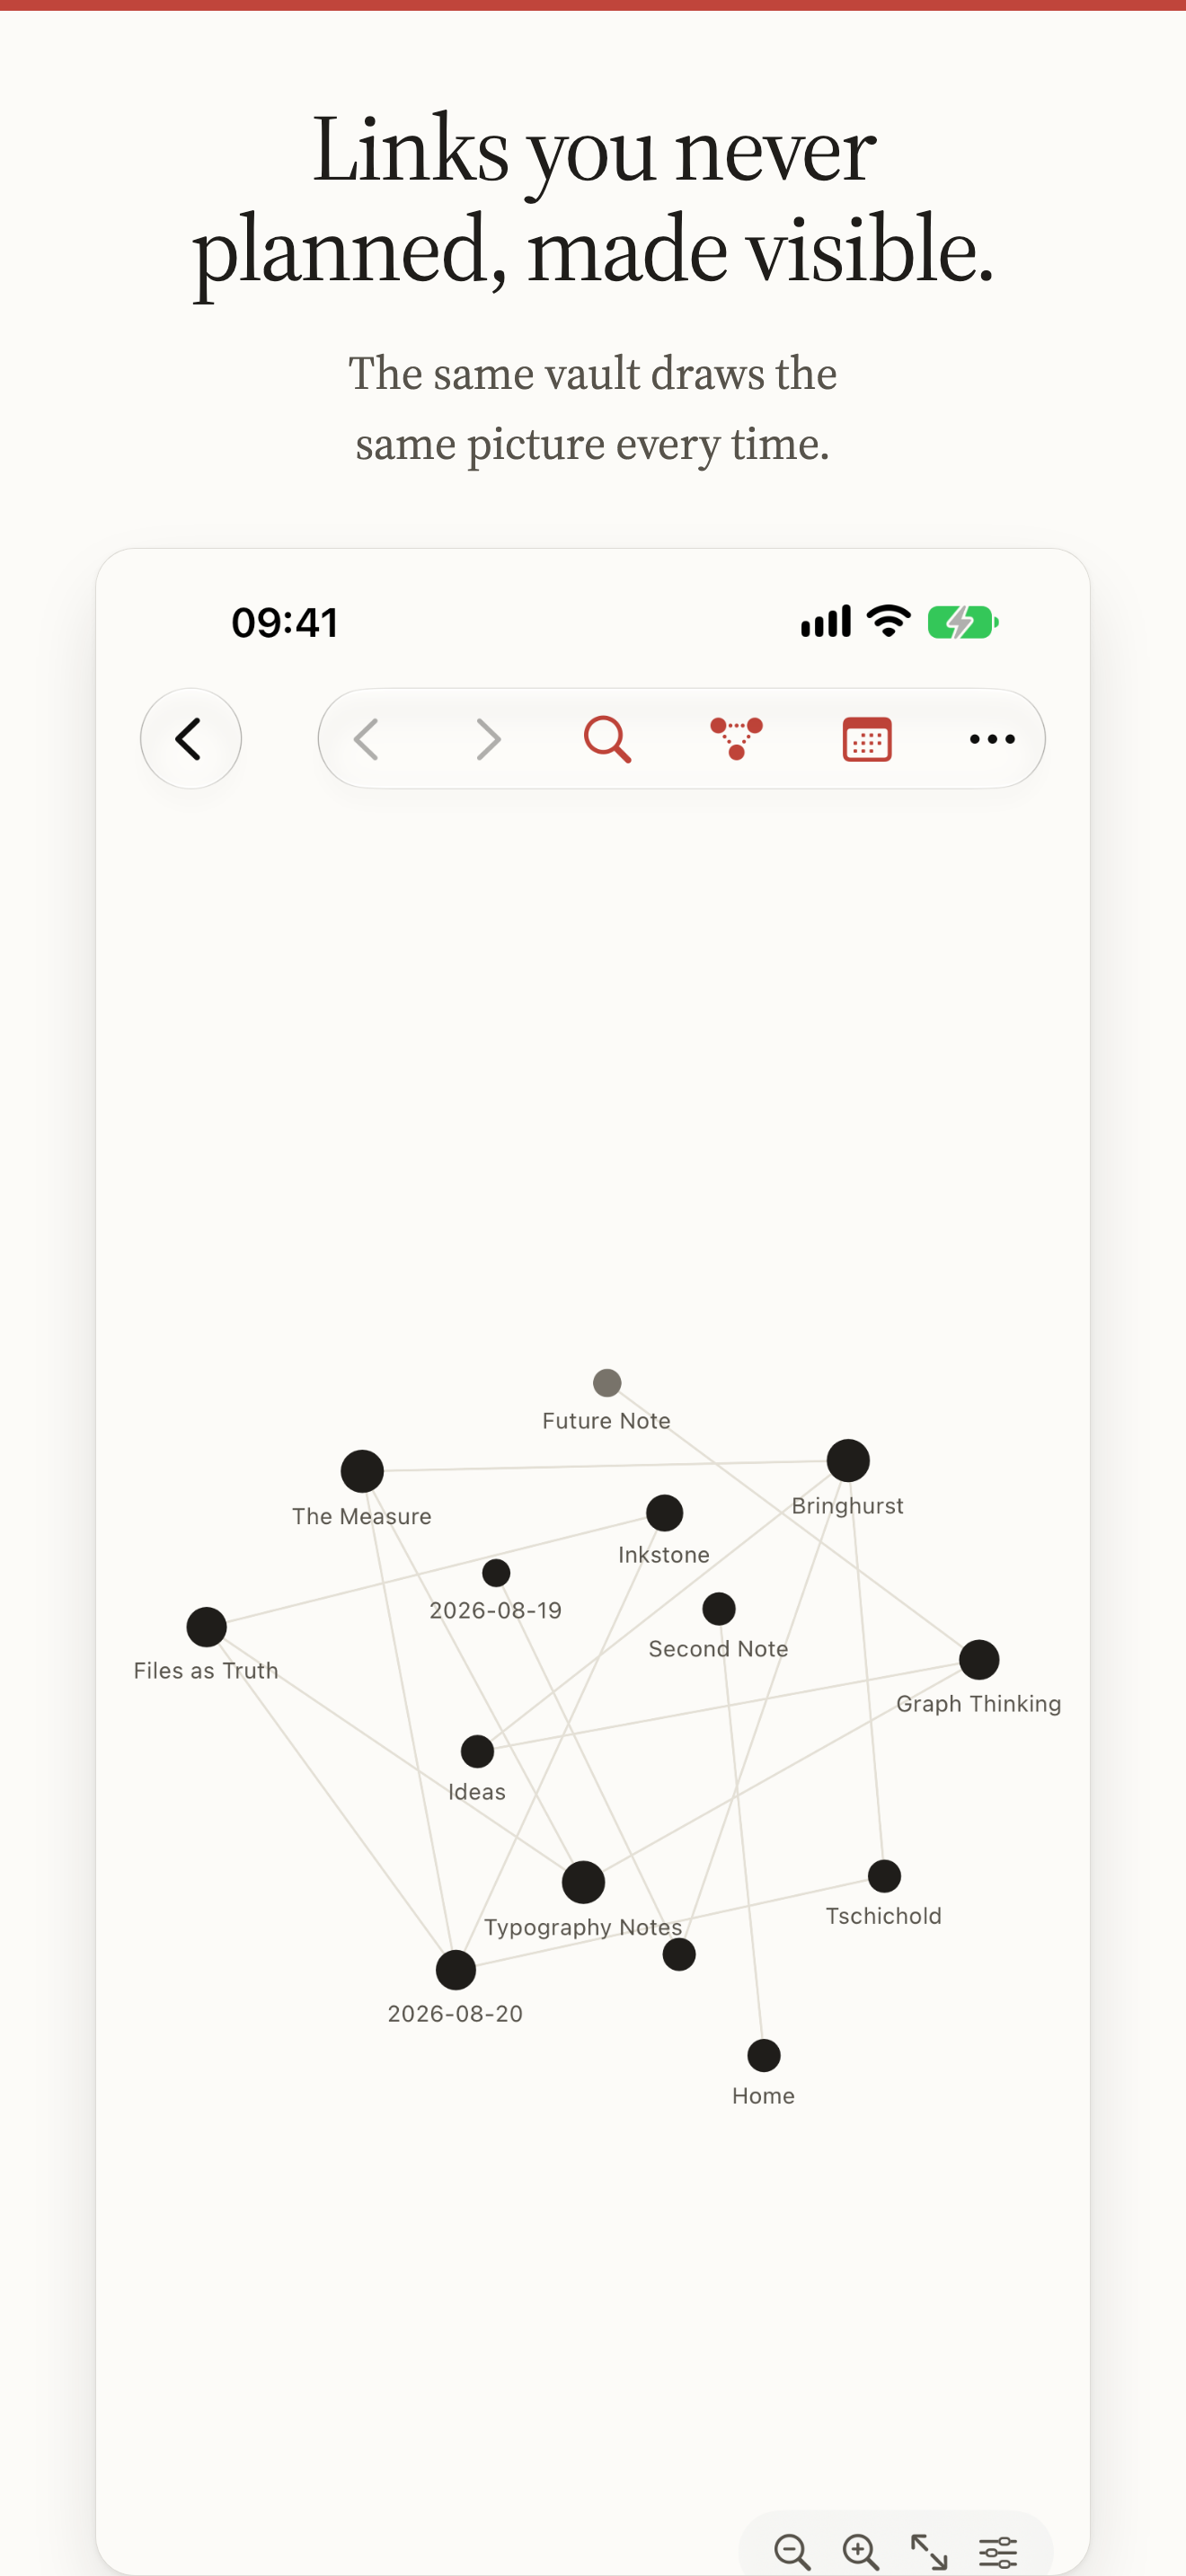 Links you never
planned, made visible.
The same vault draws the
same picture every time.
09:41
Future Note
The Measure
Bringhurst
Inkstone
2026-08-19
Second Note
Files as Truth
Graph Thinking
Ideas
Typography Notes
Tschichold
2026-08-20
Home